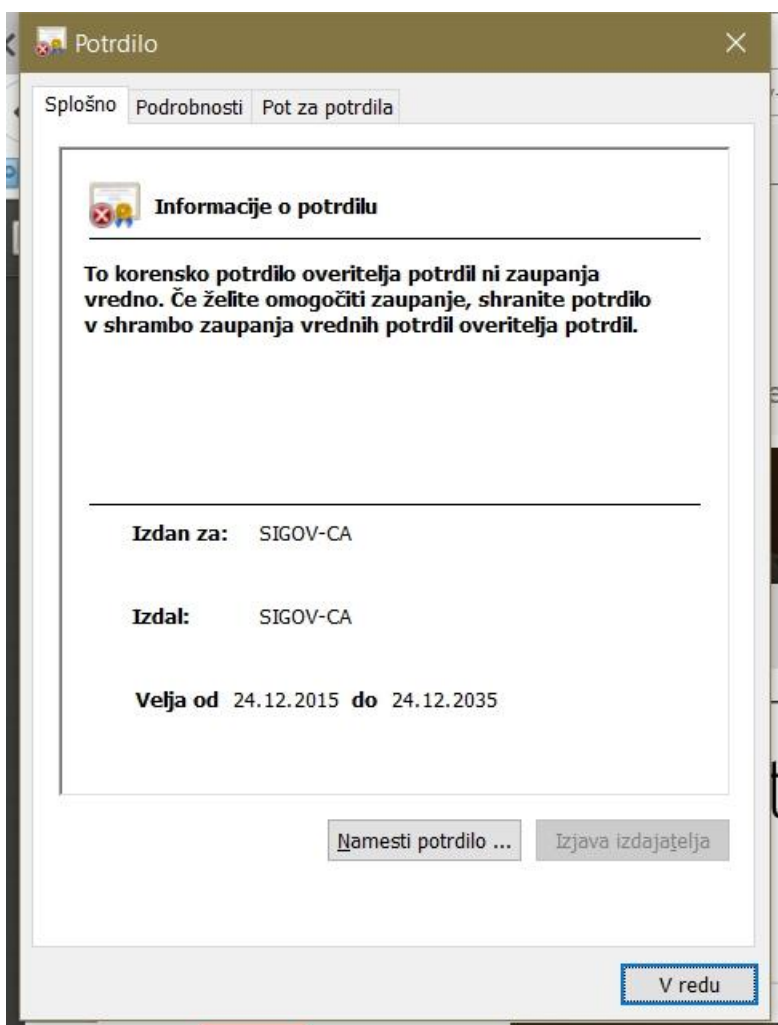 Potrdilo
Splošno Podrobnosti Pot za potrdila
Informacije o potrdilu
To korensko potrdilo overitelja potrdil ni zaupanja
vredno. Če želite omogočiti zaupanje, shranite potrdilo
v shrambo zaupanja vrednih potrdil overitelja potrdil.
Izdan za: SIGOV-CA
Izdal: SIGOV-CA
Velja od 24.12.2015 do 24.12.2035
Namesti potrdilo ... Izjava izdajatelja
V redu